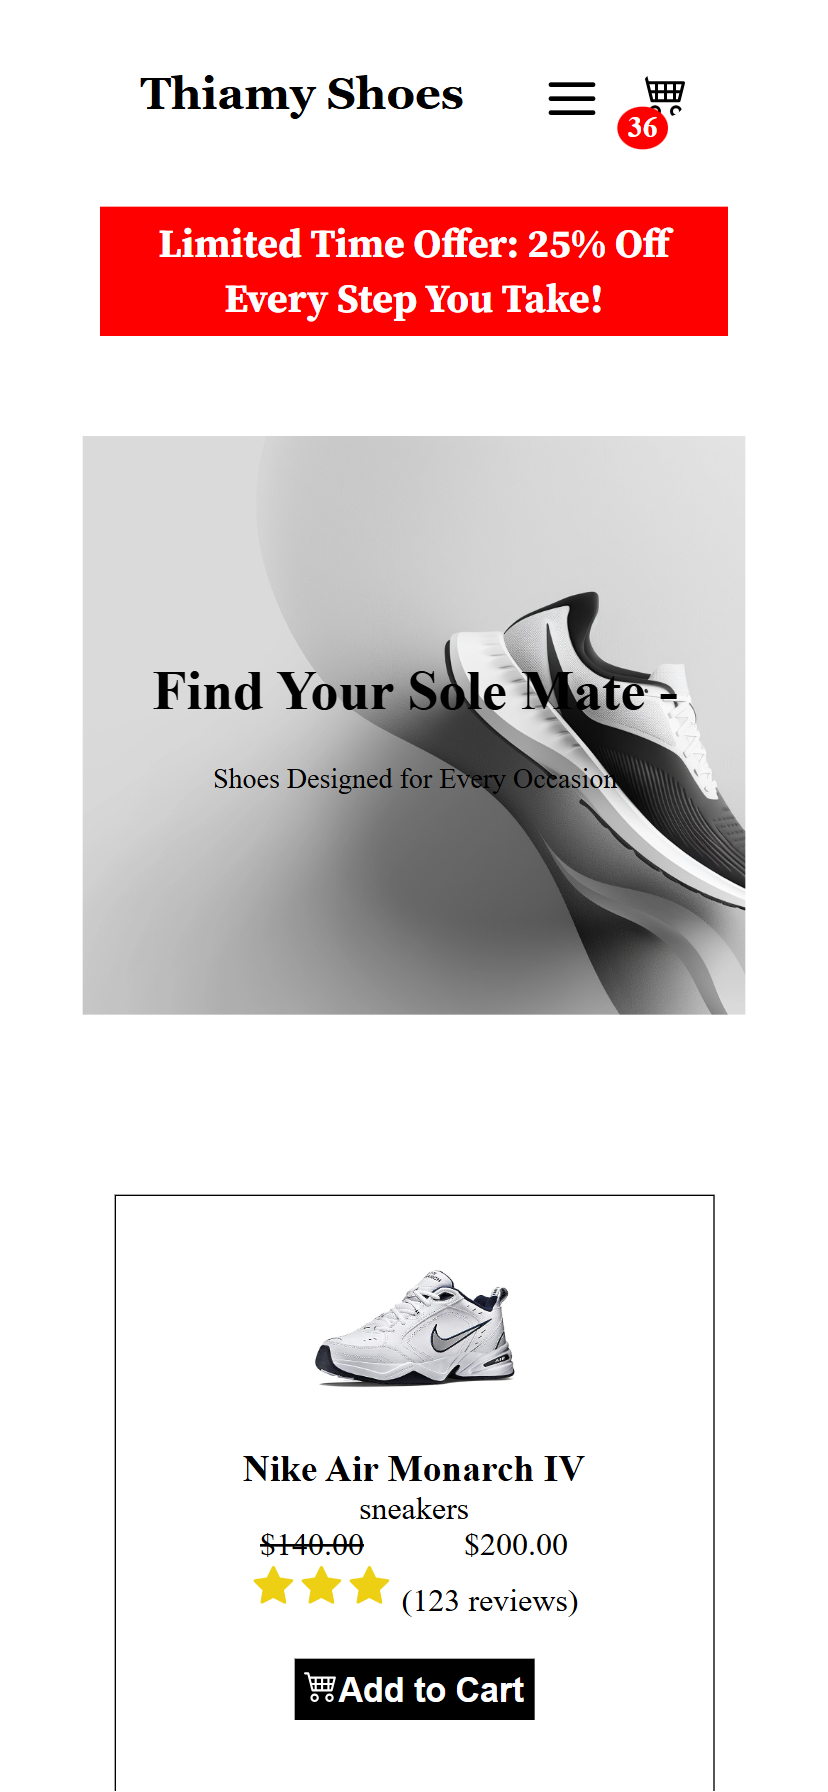 Thiamy Shoes
36
Limited Time Offer: 25% Off
Every Step You Take!
Find Your Sole Mate -
Shoes Designed for Every Occasion
Nike Air Monarch IV
sneakers
$140.00 $200.00
(123 reviews)
Add to Cart